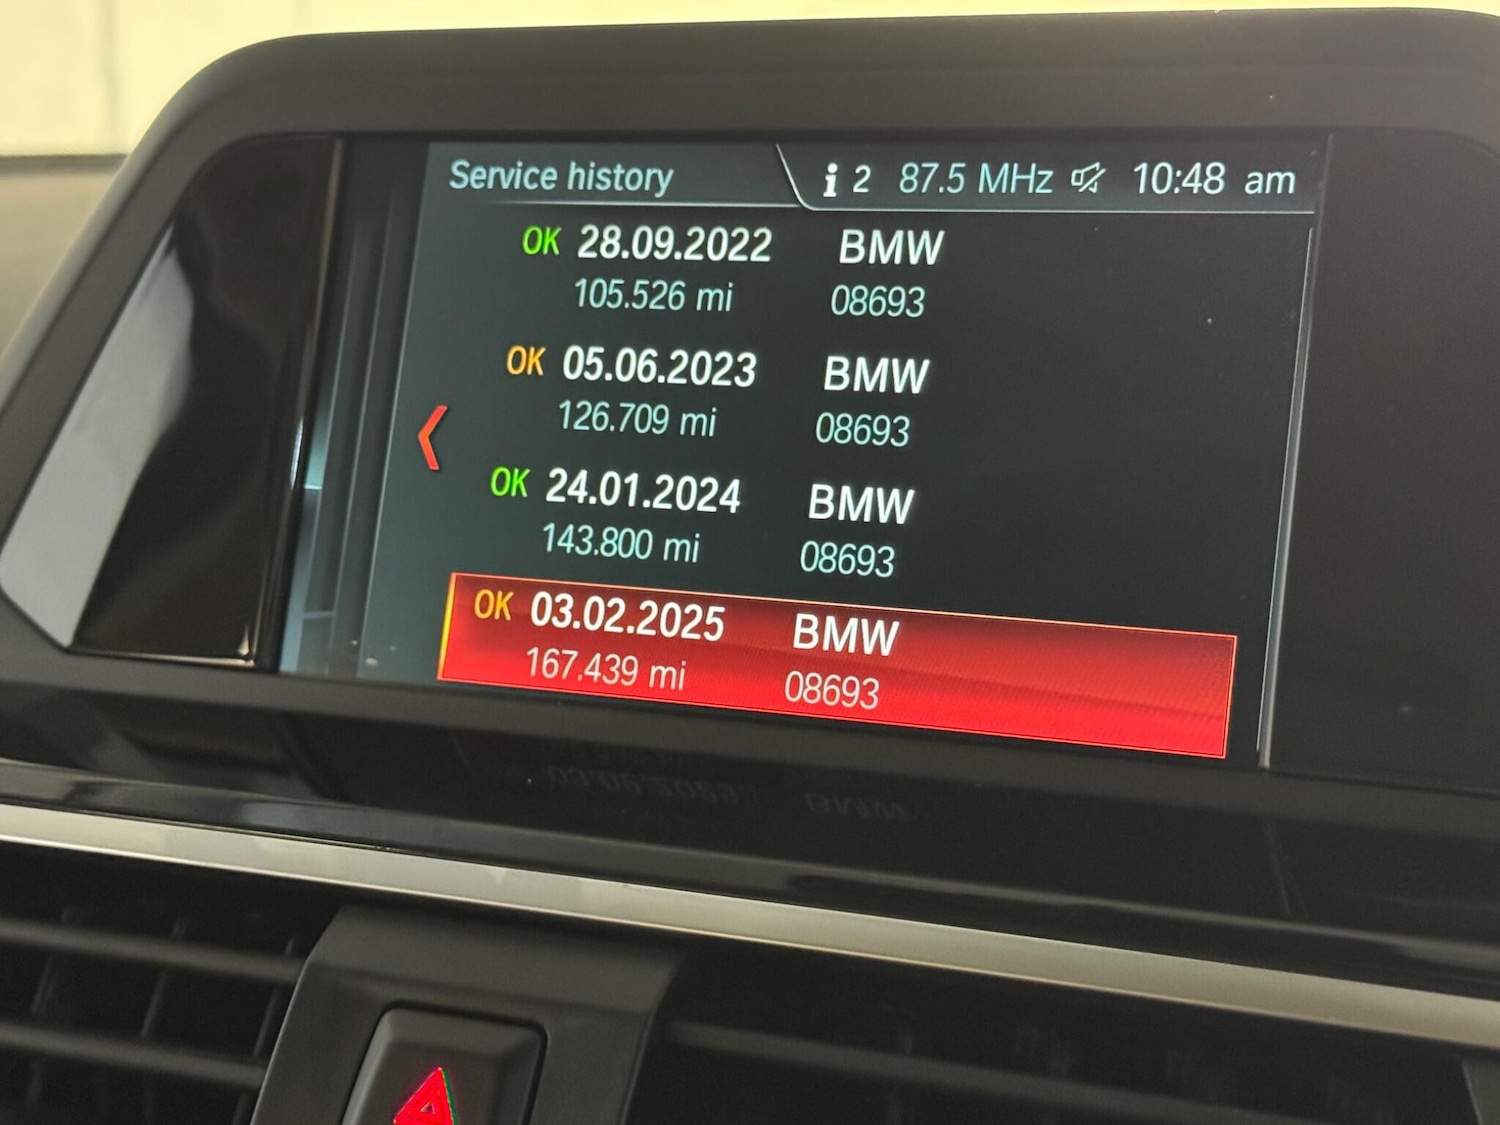 Service history i 2 87.5 MHz 10:48 am
OK 28.09.2022 BMW
105.526 mi 08693
OK 05.06.2023 BMW
126.709 mi 08693
OK 24.01.2024 BMW
143.800 mi 08693
OK 03.02.2025 BMW
167.439 mi 08693